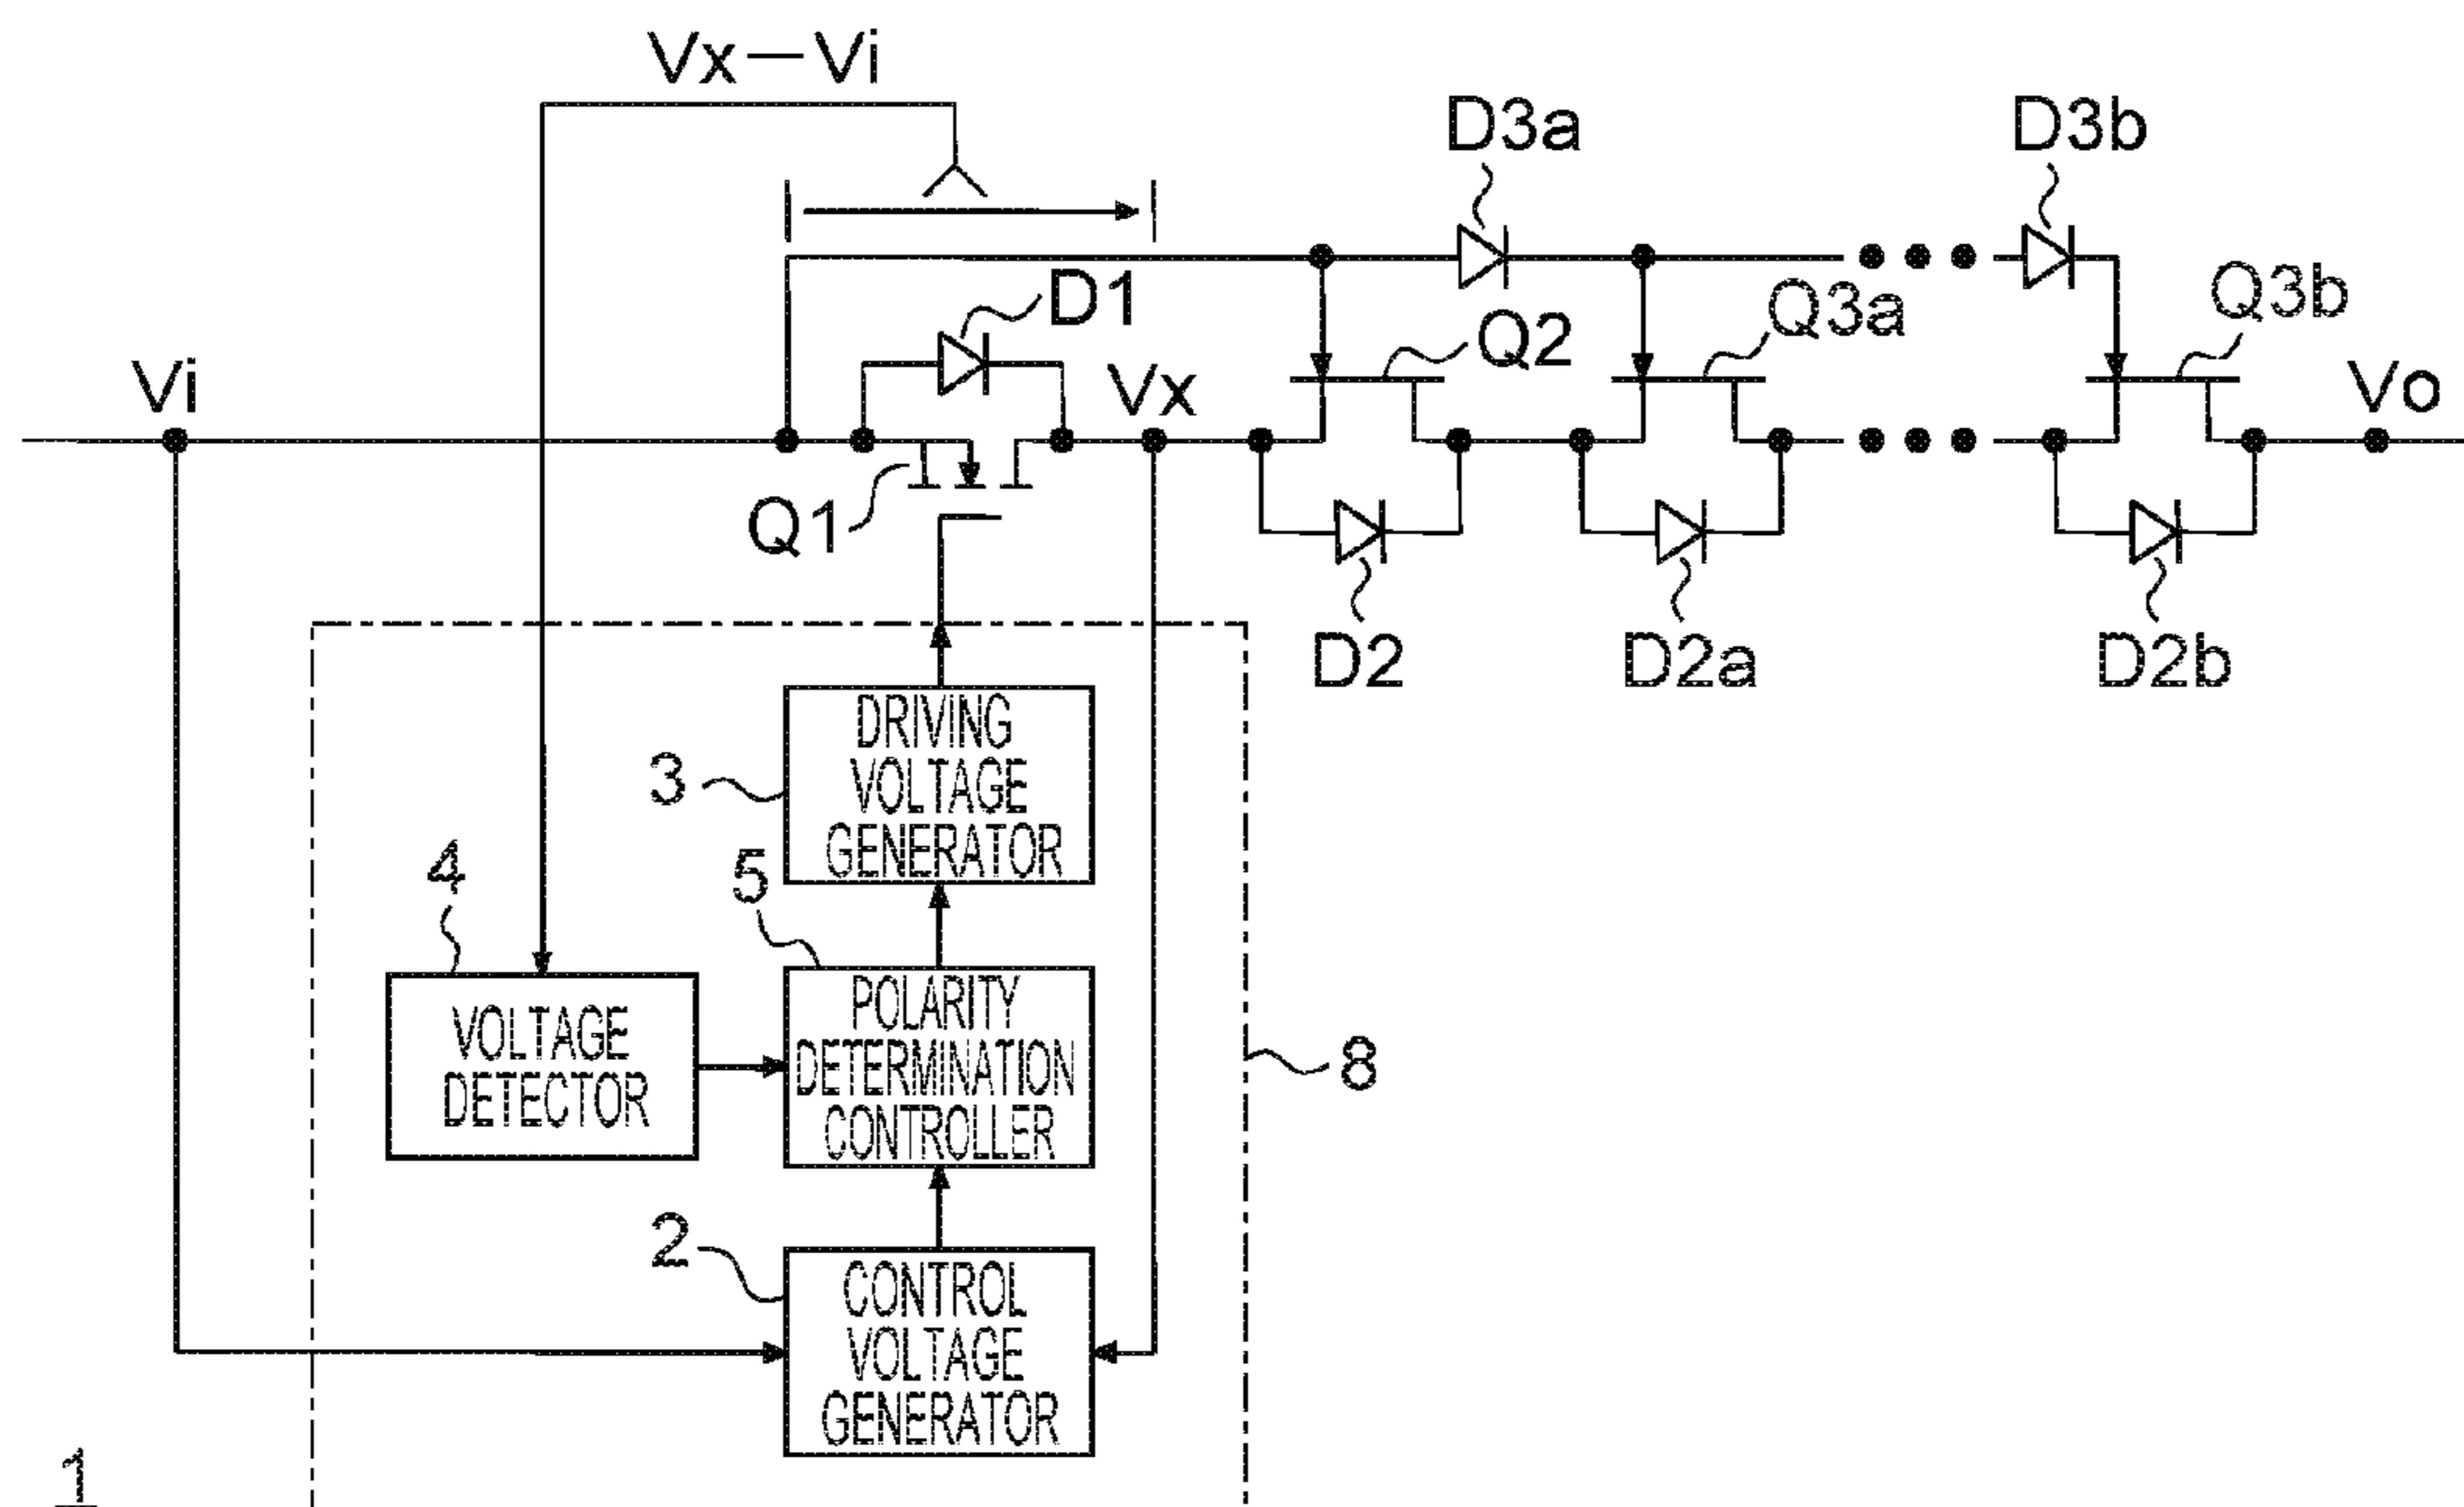 Vx—Vi
D3a
D3b
D1
Q3a
Q3b
Q2
Vi
Vx
Vo
Q1
D2
D2a
D2b
3
DRIVING
VOLTAGE
GENERATOR
4
5
VOLTAGE
DETECTOR
POLARITY
DETERMINATION
CONTROLLER
8
2
CONTROL
VOLTAGE
GENERATOR
1